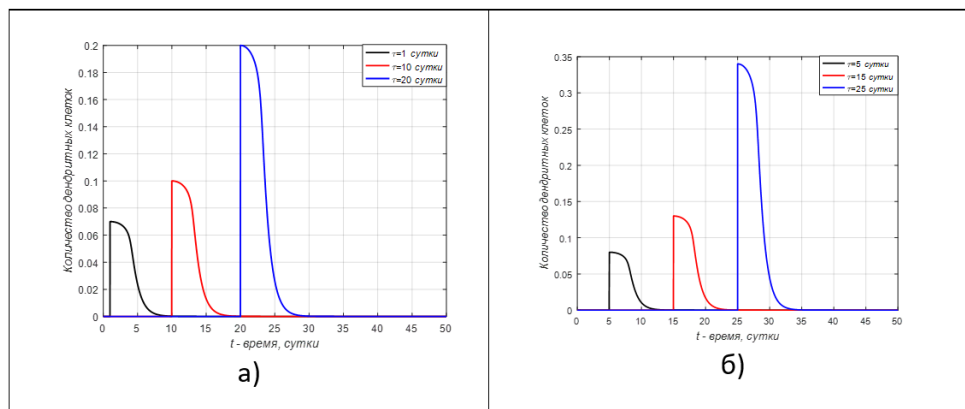 0.2
0.18
0.16
0.14
0.12
0.1
0.08
0.06
0.04
0.02
0
Количество дендритных клеток
τ=1 сутки
τ=10 сутки
τ=20 сутки
0 5 10 15 20 25 30 35 40 45 50
t - время, сутки
а)
0.35
0.3
0.25
0.2
0.15
0.1
0.05
0
Количество дендритных клеток
τ=5 сутки
τ=15 сутки
τ=25 сутки
0 5 10 15 20 25 30 35 40 45 50
t - время, сутки
б)